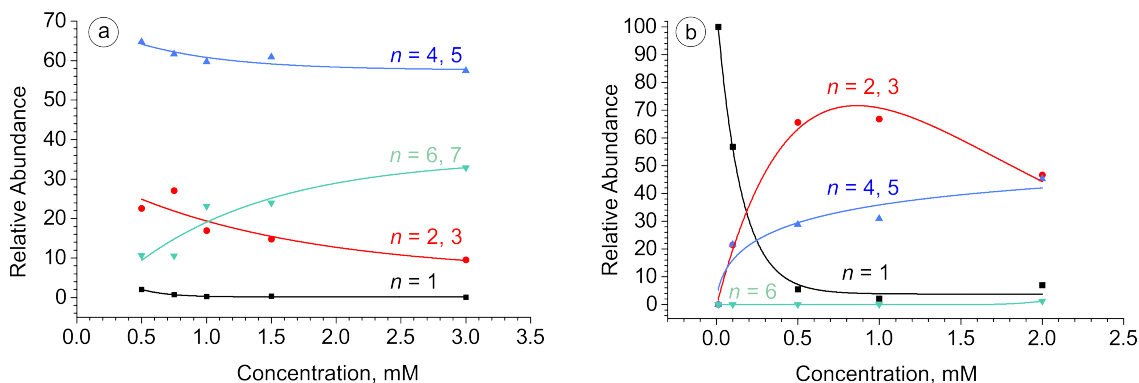 a
Relative Abundance
70
60
50
40
30
20
10
0
n = 4, 5
n = 6, 7
n = 2, 3
n = 1
0.0 0.5 1.0 1.5 2.0 2.5 3.0 3.5
Concentration, mM
b
Relative Abundance
100
90
80
70
60
50
40
30
20
10
0
n = 2, 3
n = 4, 5
n = 1
n = 6
0.0 0.5 1.0 1.5 2.0 2.5
Concentration, mM